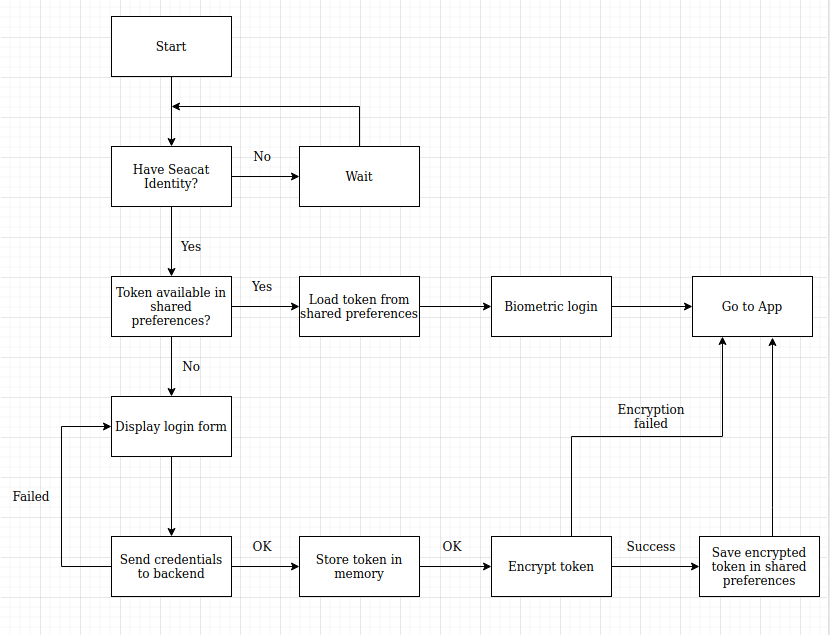 Start
Have Seacat
Identity?
No
Wait
Yes
Token available in
shared
preferences?
Yes
Load token from
shared preferences
Biometric login
Go to App
No
Display login form
Encryption
failed
Failed
Send credentials
to backend
OK
Store token in
memory
OK
Encrypt token
Success
Save encrypted
token in shared
preferences